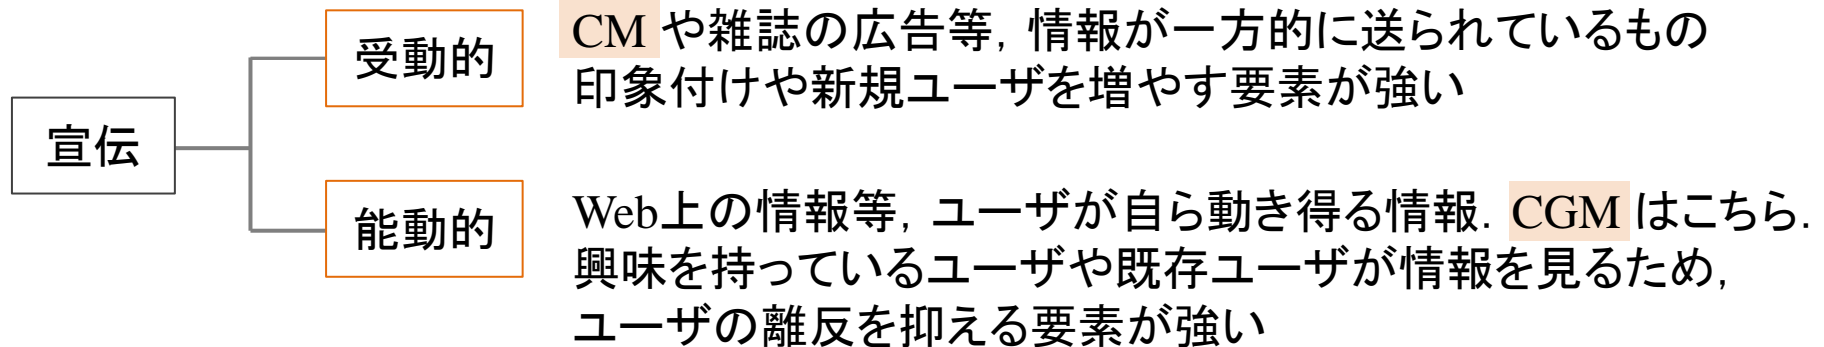 宣伝
受動的
CM や雑誌の広告等，情報が一方的に送られているもの
印象付けや新規ユーザを増やす要素が強い
能動的
Web上の情報等，ユーザが自ら動き得る情報．CGM はこちら．
興味を持っているユーザや既存ユーザが情報を見るため，
ユーザの離反を抑える要素が強い